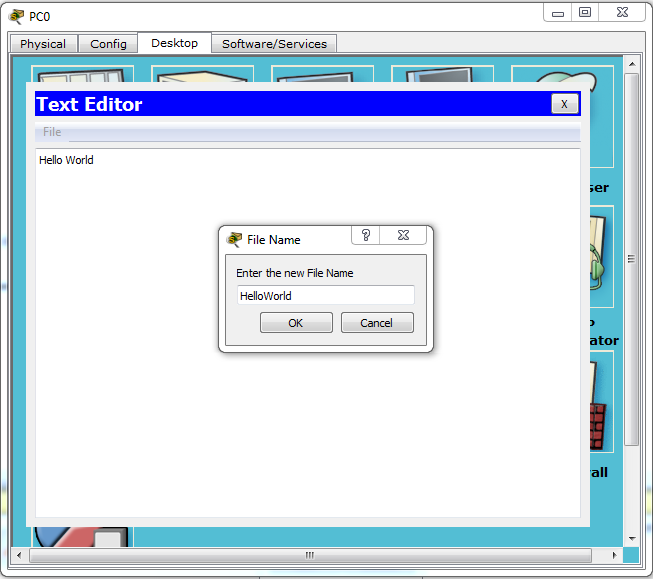 PC0
Physical Config Desktop Software/Services
Text Editor X
File
Hello World
File Name
Enter the new File Name
HelloWorld
OK Cancel
ser
ator
all